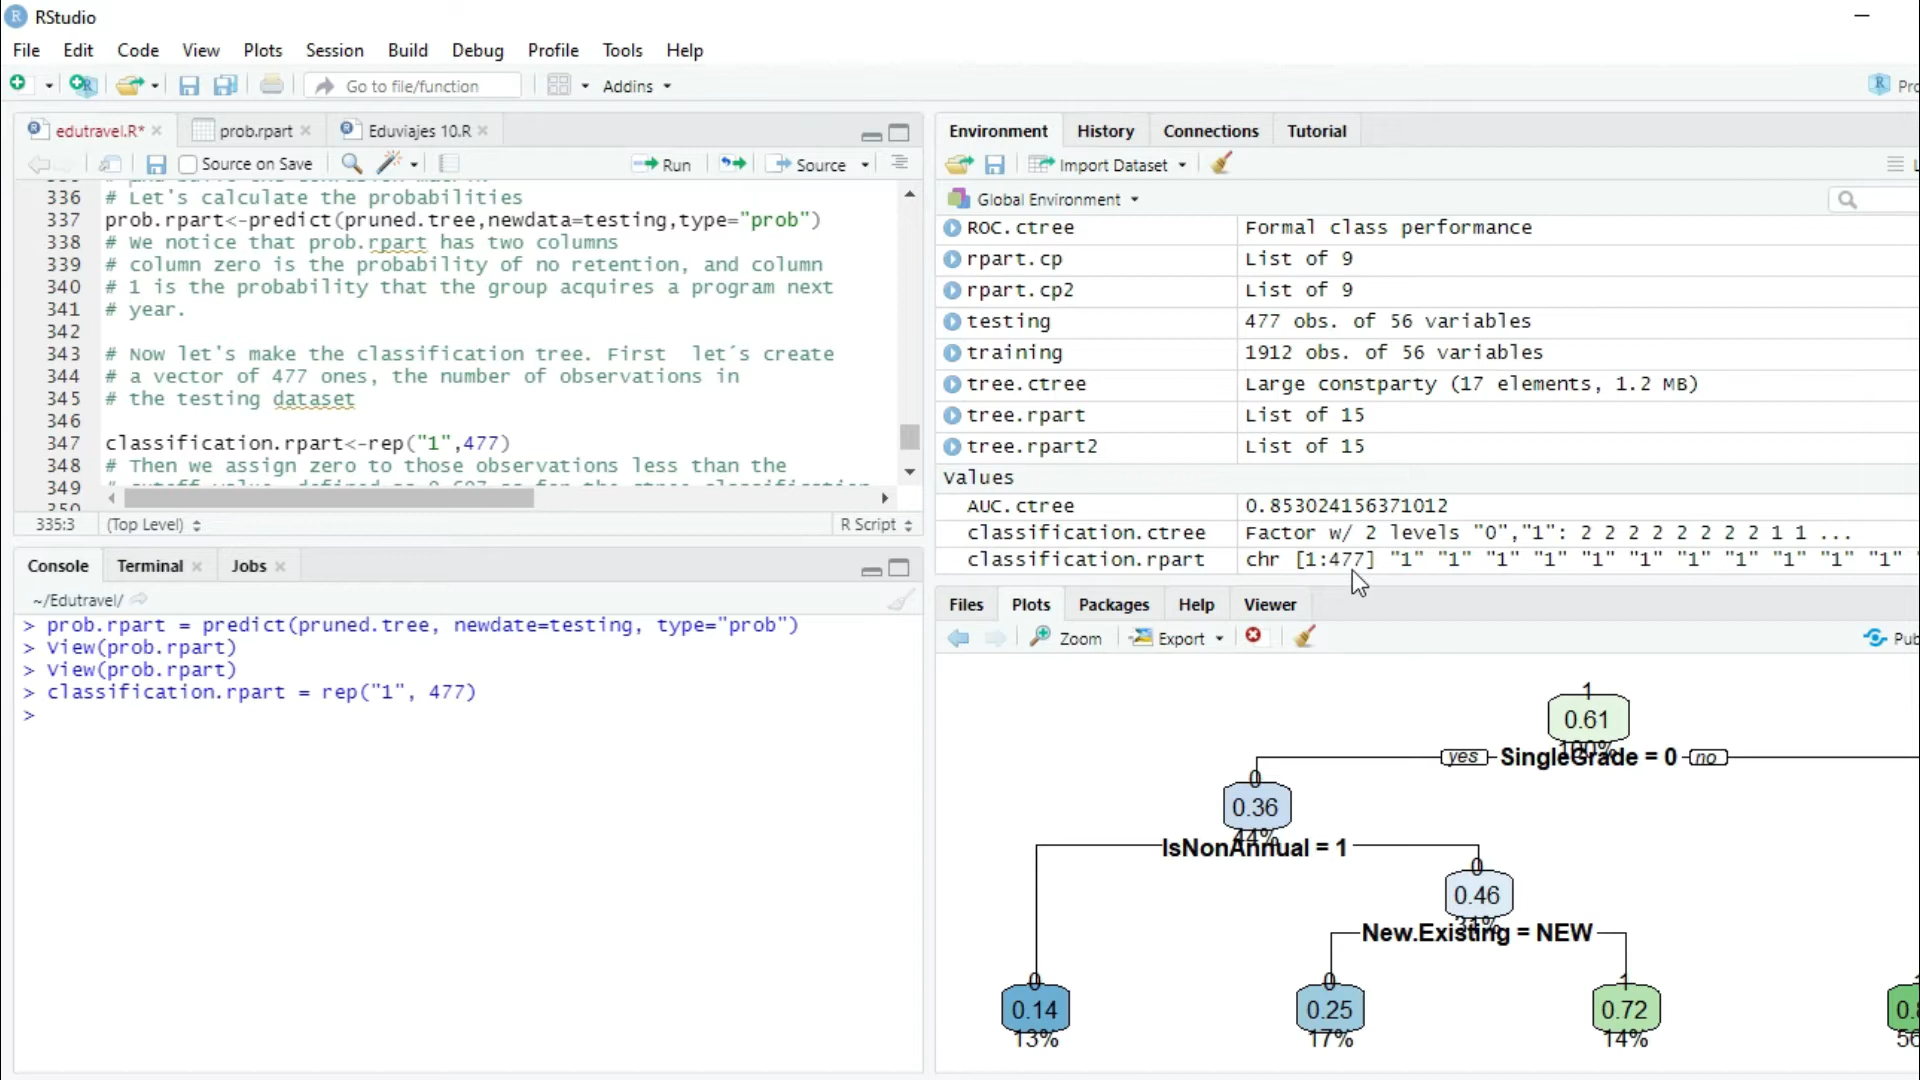 RStudio
File Edit Code View Plots Session Build Debug Profile Tools Help
Go to file/function Addins
edutravel.R* prob.rpart Eduviajes 10.R
Source on Save Run Source
336 # Let's calculate the probabilities
337 prob.rpart<-predict(pruned.tree,newdata=testing,type="prob")
338 # We notice that prob.rpart has two columns
339 # column zero is the probability of no retention, and column
340 # 1 is the probability that the group acquires a program next
341 # year.
342
343 # Now let's make the classification tree. First  let´s create
344 # a vector of 477 ones, the number of observations in
345 # the testing dataset
346
347 classification.rpart<-rep("1",477)
348 # Then we assign zero to those observations less than the
349
335:3 (Top Level) R Script
Console Terminal Jobs
~/Edutravel/
> prob.rpart = predict(pruned.tree, newdate=testing, type="prob")
> View(prob.rpart)
> View(prob.rpart)
> classification.rpart = rep("1", 477)
>
Environment History Connections Tutorial
Import Dataset
Global Environment
ROC.ctree Formal class performance
rpart.cp List of 9
rpart.cp2 List of 9
testing 477 obs. of 56 variables
training 1912 obs. of 56 variables
tree.ctree Large constparty (17 elements, 1.2 MB)
tree.rpart List of 15
tree.rpart2 List of 15
Values
AUC.ctree 0.853024156371012
classification.ctree Factor w/ 2 levels "0","1": 2 2 2 2 2 2 2 2 1 1 ...
classification.rpart chr [1:477] "1" "1" "1" "1" "1" "1" "1" "1" "1" "1" "1"
Files Plots Packages Help Viewer
Zoom Export
1
0.61
100%
yes SingleGrade = 0 no
0
0.36
44%
IsNonAnnual = 1
0
0.46
31%
New.Existing = NEW
0 0 1
0.14 0.25 0.72
13% 17% 14% 56